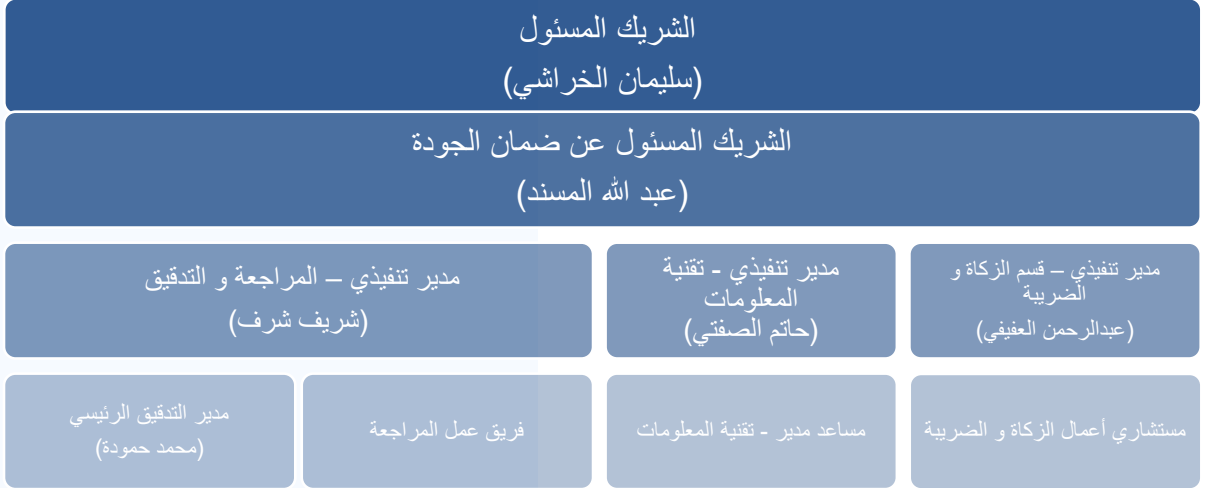 الشريك المسئول
(سليمان الخراشي)
الشريك المسئول عن ضمان الجودة
(عبد الله المسند)
مدير تنفيذي – قسم الزكاة و
الضريبة
(عبدالرحمن العفيفي)
مدير تنفيذي - تقنية
المعلومات
(حاتم الصفتي)
مدير تنفيذي – المراجعة و التدقيق
(شريف شرف)
مستشاري أعمال الزكاة و الضريبة
مساعد مدير - تقنية المعلومات
فريق عمل المراجعة
مدير التدقيق الرئيسي
(محمد حمودة)